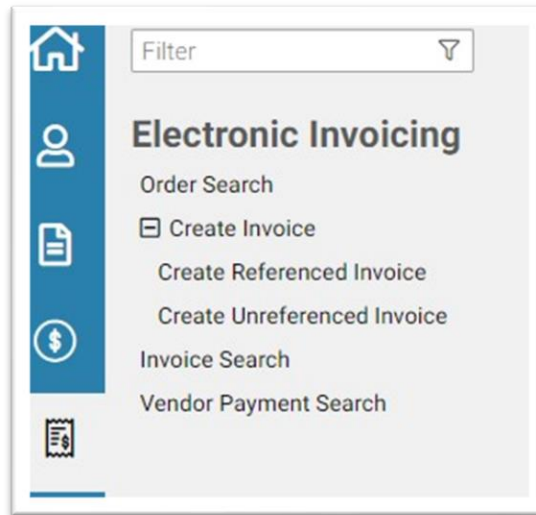 Filter
Electronic Invoicing
Order Search
Create Invoice
Create Referenced Invoice
Create Unreferenced Invoice
Invoice Search
Vendor Payment Search